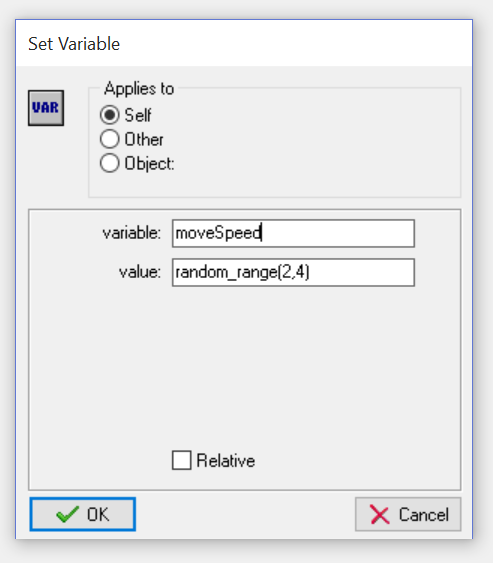 Set Variable
Applies to
VAR
Self
Other
Object:
variable: moveSpeed
value: random_range(2,4)
Relative
OK Cancel